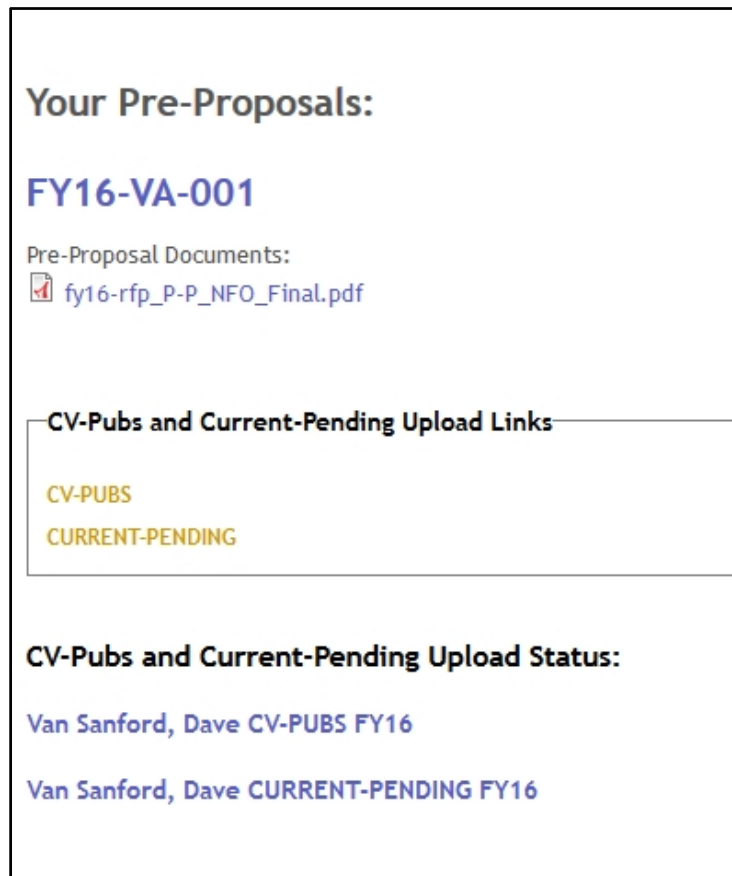 Your Pre-Proposals:
FY16-VA-001
Pre-Proposal Documents:
fy16-rfp_P-P_NFO_Final.pdf
CV-Pubs and Current-Pending Upload Links
CV-PUBS
CURRENT-PENDING
CV-Pubs and Current-Pending Upload Status:
Van Sanford, Dave CV-PUBS FY16
Van Sanford, Dave CURRENT-PENDING FY16